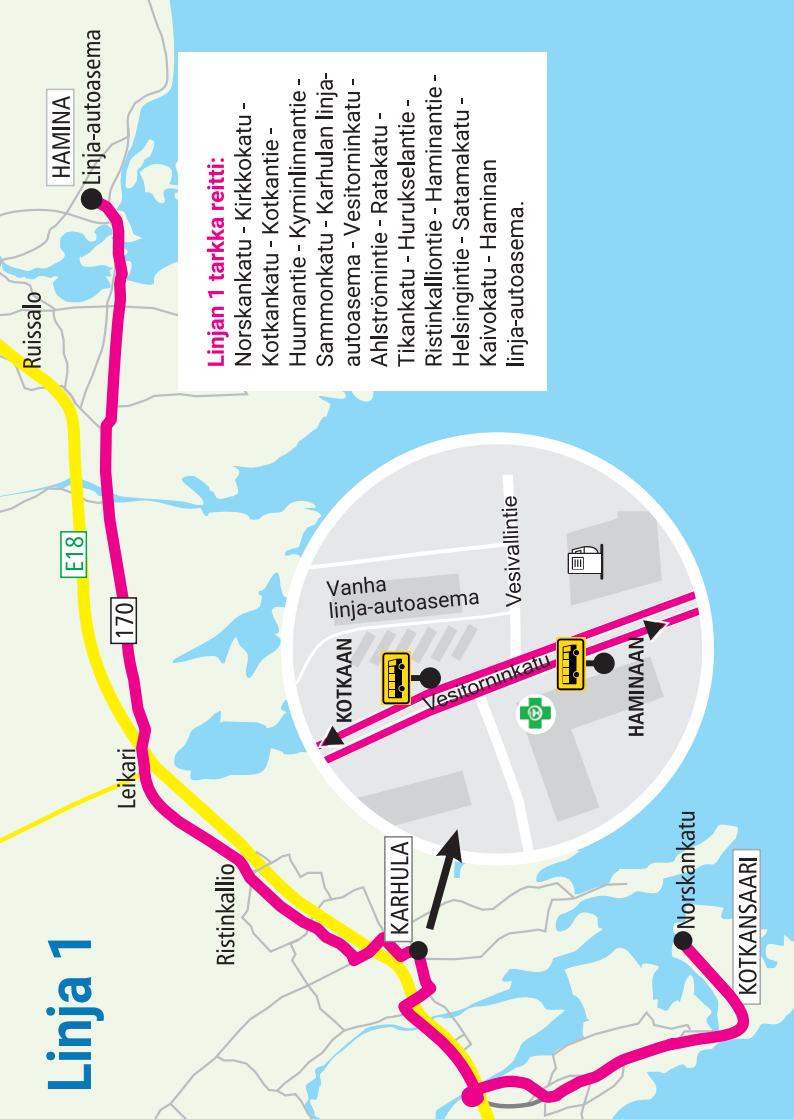 Linja 1
HAMINA
Linja-autoasema
Ruissalo
E18
170
Leikari
Ristinkallio
KARHULA
Norskankatu
KOTKANSAARI
Linjan 1 tarkka reitti:
Norskankatu - Kirkkokatu -
Kotkankatu - Kotkantie -
Huumantie - Kyminlinnantie -
Sammonkatu - Karhulan linja-
autoasema - Vesitorninkatu -
Ahlströmintie - Ratakatu -
Tikankatu - Hurukselantie -
Ristinkalliontie - Haminantie -
Helsingintie - Satamakatu -
Kaivokatu - Haminan
linja-autoasema.
Vanha
linja-autoasema
KOTKAAN
Vesitorninkatu
Vesivallintie
HAMINAAN